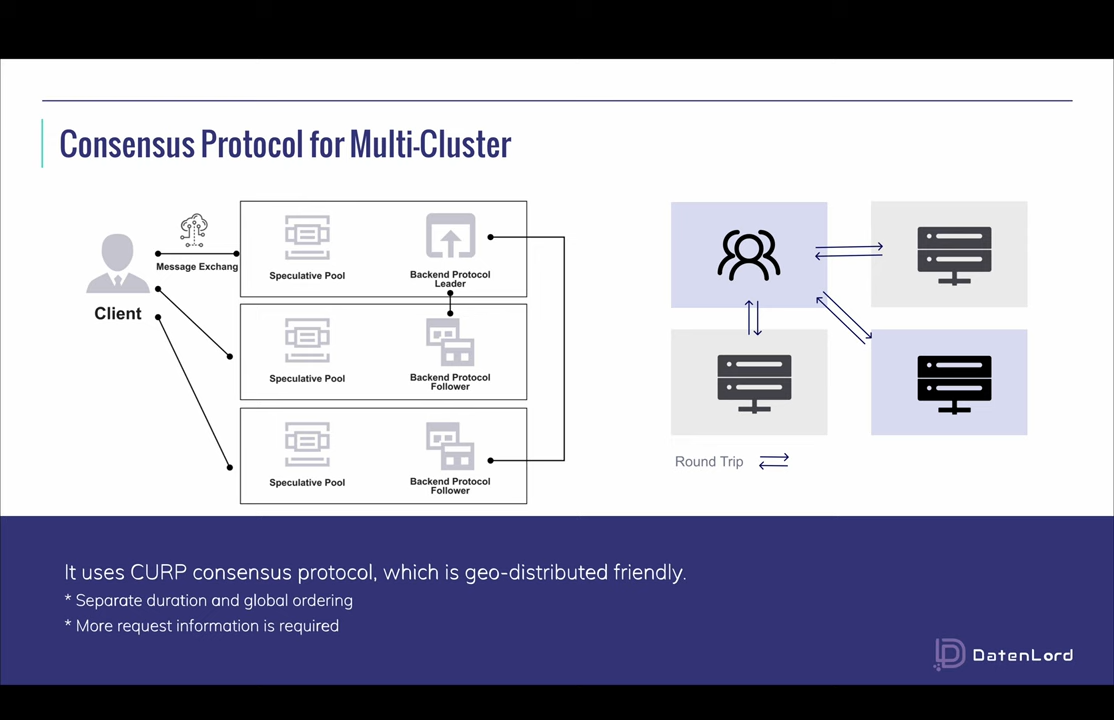 Consensus Protocol for Multi-Cluster
Message Exchang
Client
Speculative Pool
Backend Protocol
Leader
Speculative Pool
Backend Protocol
Follower
Speculative Pool
Backend Protocol
Follower
Round Trip
It uses CURP consensus protocol, which is geo-distributed friendly.
* Separate duration and global ordering
* More request information is required
DatenLord